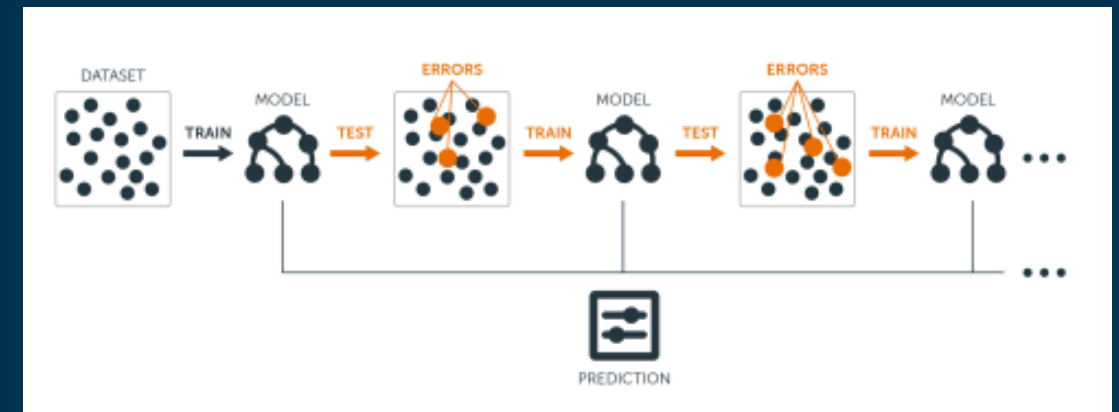 DATASET
MODEL
ERRORS
MODEL
ERRORS
MODEL
TRAIN
TEST
TRAIN
TEST
TRAIN
PREDICTION